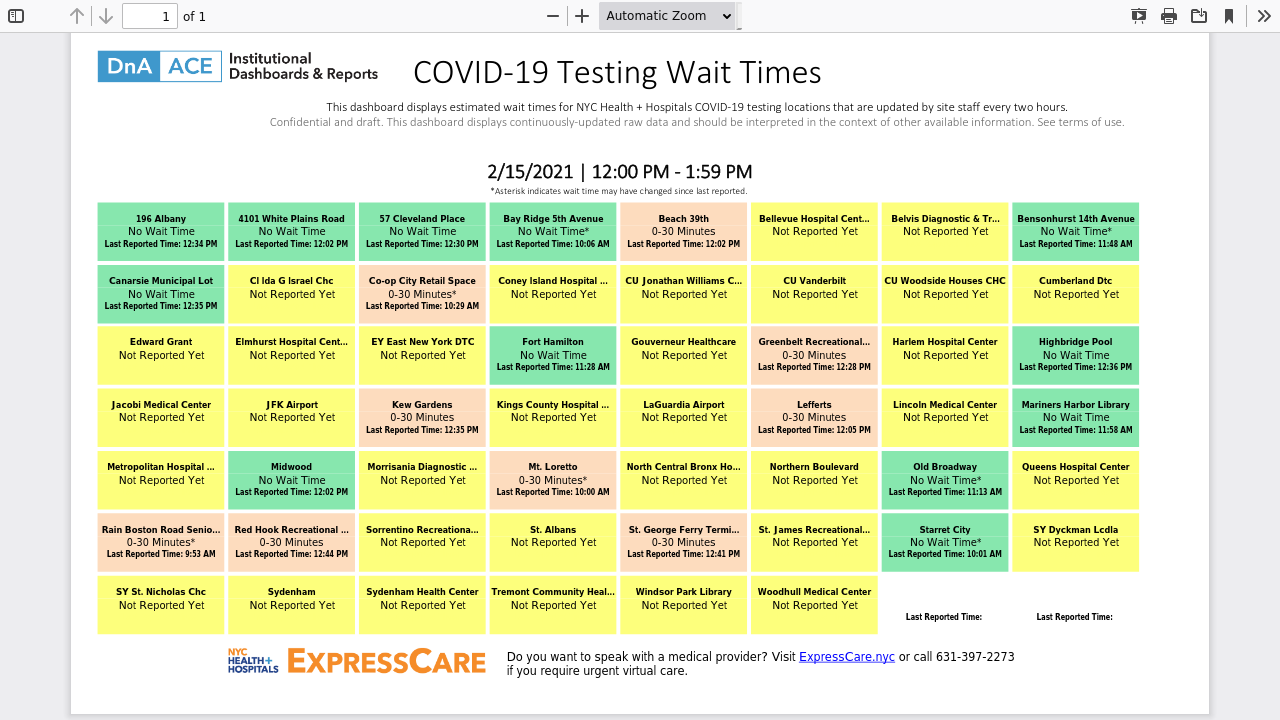 1 of 1 Automatic Zoom
DnA ACE Institutional Dashboards & Reports
COVID-19 Testing Wait Times
This dashboard displays estimated wait times for NYC Health + Hospitals COVID-19 testing locations that are updated by site staff every two hours.
Confidential and draft. This dashboard displays continuously-updated raw data and should be interpreted in the context of other available information. See terms of use.
2/15/2021 | 12:00 PM - 1:59 PM
*Asterisk indicates wait time may have changed since last reported.
196 Albany
No Wait Time
Last Reported Time: 12:34 PM
4101 White Plains Road
No Wait Time
Last Reported Time: 12:02 PM
57 Cleveland Place
No Wait Time
Last Reported Time: 12:30 PM
Bay Ridge 5th Avenue
No Wait Time*
Last Reported Time: 10:06 AM
Beach 39th
0-30 Minutes
Last Reported Time: 12:02 PM
Bellevue Hospital Cent...
Not Reported Yet
Belvis Diagnostic & Tr...
Not Reported Yet
Bensonhurst 14th Avenue
No Wait Time*
Last Reported Time: 11:48 AM
Canarsie Municipal Lot
No Wait Time
Last Reported Time: 12:35 PM
CI Ida G Israel Chc
Not Reported Yet
Co-op City Retail Space
0-30 Minutes*
Last Reported Time: 10:29 AM
Coney Island Hospital ...
Not Reported Yet
CU Jonathan Williams C...
Not Reported Yet
CU Vanderbilt
Not Reported Yet
CU Woodside Houses CHC
Not Reported Yet
Cumberland Dtc
Not Reported Yet
Edward Grant
Not Reported Yet
Elmhurst Hospital Cent...
Not Reported Yet
EY East New York DTC
Not Reported Yet
Fort Hamilton
No Wait Time
Last Reported Time: 11:28 AM
Gouverneur Healthcare
Not Reported Yet
Greenbelt Recreational...
0-30 Minutes
Last Reported Time: 12:28 PM
Harlem Hospital Center
Not Reported Yet
Highbridge Pool
No Wait Time
Last Reported Time: 12:36 PM
Jacobi Medical Center
Not Reported Yet
JFK Airport
Not Reported Yet
Kew Gardens
0-30 Minutes
Last Reported Time: 12:35 PM
Kings County Hospital ...
Not Reported Yet
LaGuardia Airport
Not Reported Yet
Lefferts
0-30 Minutes
Last Reported Time: 12:05 PM
Lincoln Medical Center
Not Reported Yet
Mariners Harbor Library
No Wait Time
Last Reported Time: 11:58 AM
Metropolitan Hospital ...
Not Reported Yet
Midwood
No Wait Time
Last Reported Time: 12:02 PM
Morrisania Diagnostic ...
Not Reported Yet
Mt. Loretto
0-30 Minutes*
Last Reported Time: 10:00 AM
North Central Bronx Ho...
Not Reported Yet
Northern Boulevard
Not Reported Yet
Old Broadway
No Wait Time*
Last Reported Time: 11:13 AM
Queens Hospital Center
Not Reported Yet
Rain Boston Road Senio...
0-30 Minutes*
Last Reported Time: 9:53 AM
Red Hook Recreational ...
0-30 Minutes
Last Reported Time: 12:44 PM
Sorrentino Recreationa...
Not Reported Yet
St. Albans
Not Reported Yet
St. George Ferry Termi...
0-30 Minutes
Last Reported Time: 12:41 PM
St. James Recreational...
Not Reported Yet
Starret City
No Wait Time*
Last Reported Time: 10:01 AM
SY Dyckman Lcdla
Not Reported Yet
SY St. Nicholas Chc
Not Reported Yet
Sydenham
Not Reported Yet
Sydenham Health Center
Not Reported Yet
Tremont Community Heal...
Not Reported Yet
Windsor Park Library
Not Reported Yet
Woodhull Medical Center
Not Reported Yet
Last Reported Time:
Last Reported Time:
NYC HEALTH+ HOSPITALS
EXPRESSCARE
Do you want to speak with a medical provider? Visit ExpressCare.nyc or call 631-397-2273
if you require urgent virtual care.